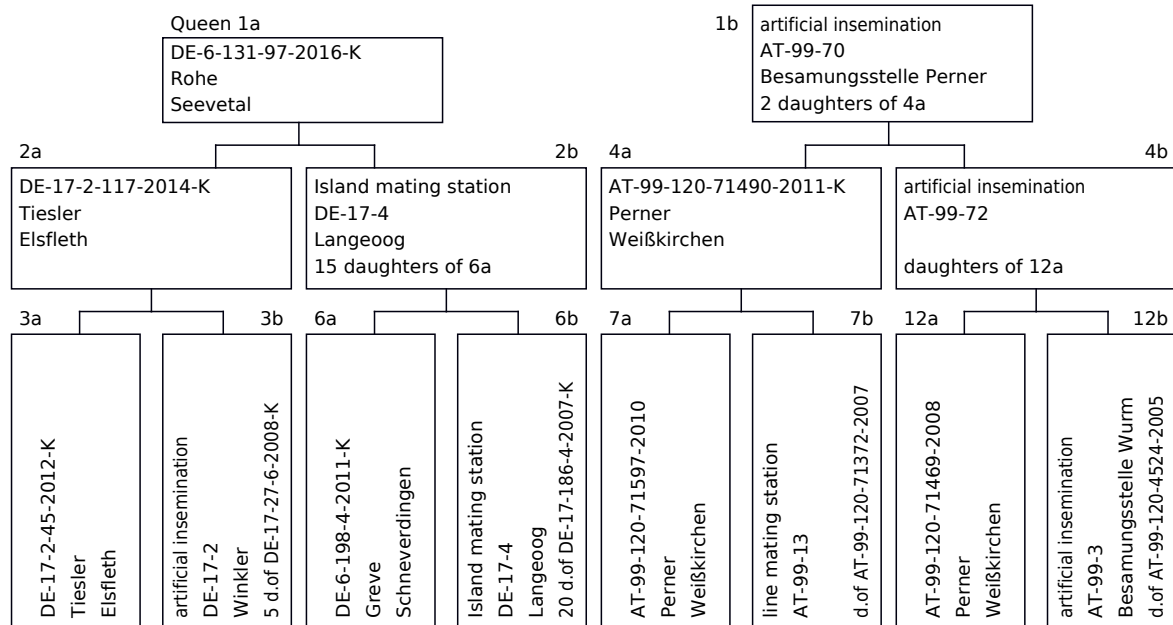 Queen 1a
DE-6-131-97-2016-K
Rohe
Seevetal
1b
artificial insemination
AT-99-70
Besamungsstelle Perner
2 daughters of 4a
2a
DE-17-2-117-2014-K
Tiesler
Elsfleth
2b
Island mating station
DE-17-4
Langeoog
15 daughters of 6a
4a
AT-99-120-71490-2011-K
Perner
Weißkirchen
4b
artificial insemination
AT-99-72
daughters of 12a
3a
DE-17-2-45-2012-K
Tiesler
Elsfleth
3b
artificial insemination
DE-17-2
Winkler
5 d.of DE-17-27-6-2008-K
6a
DE-6-198-4-2011-K
Greve
Schneverdingen
6b
Island mating station
DE-17-4
Langeoog
20 d.of DE-17-186-4-2007-K
7a
AT-99-120-71597-2010
Perner
Weißkirchen
7b
line mating station
AT-99-13
d.of AT-99-120-71372-2007
12a
AT-99-120-71469-2008
Perner
Weißkirchen
12b
artificial insemination
AT-99-3
Besamungsstelle Wurm
d.of AT-99-120-4524-2005